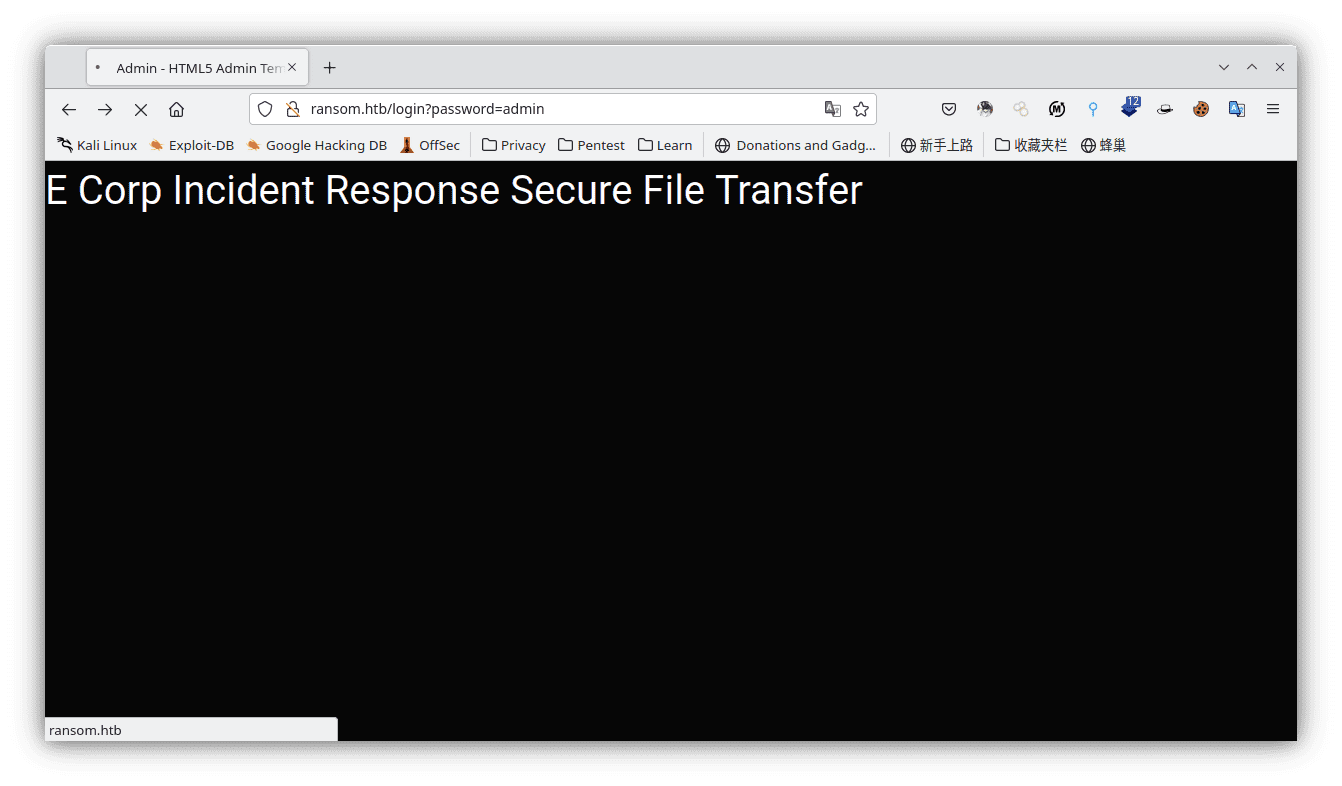 Admin - HTML5 Admin Tem
ransom.htb/login?password=admin
12
Kali Linux Exploit-DB Google Hacking DB OffSec Privacy Pentest Learn Donations and Gadg... 新手上路 收藏夹栏 蜂巢
E Corp Incident Response Secure File Transfer
ransom.htb